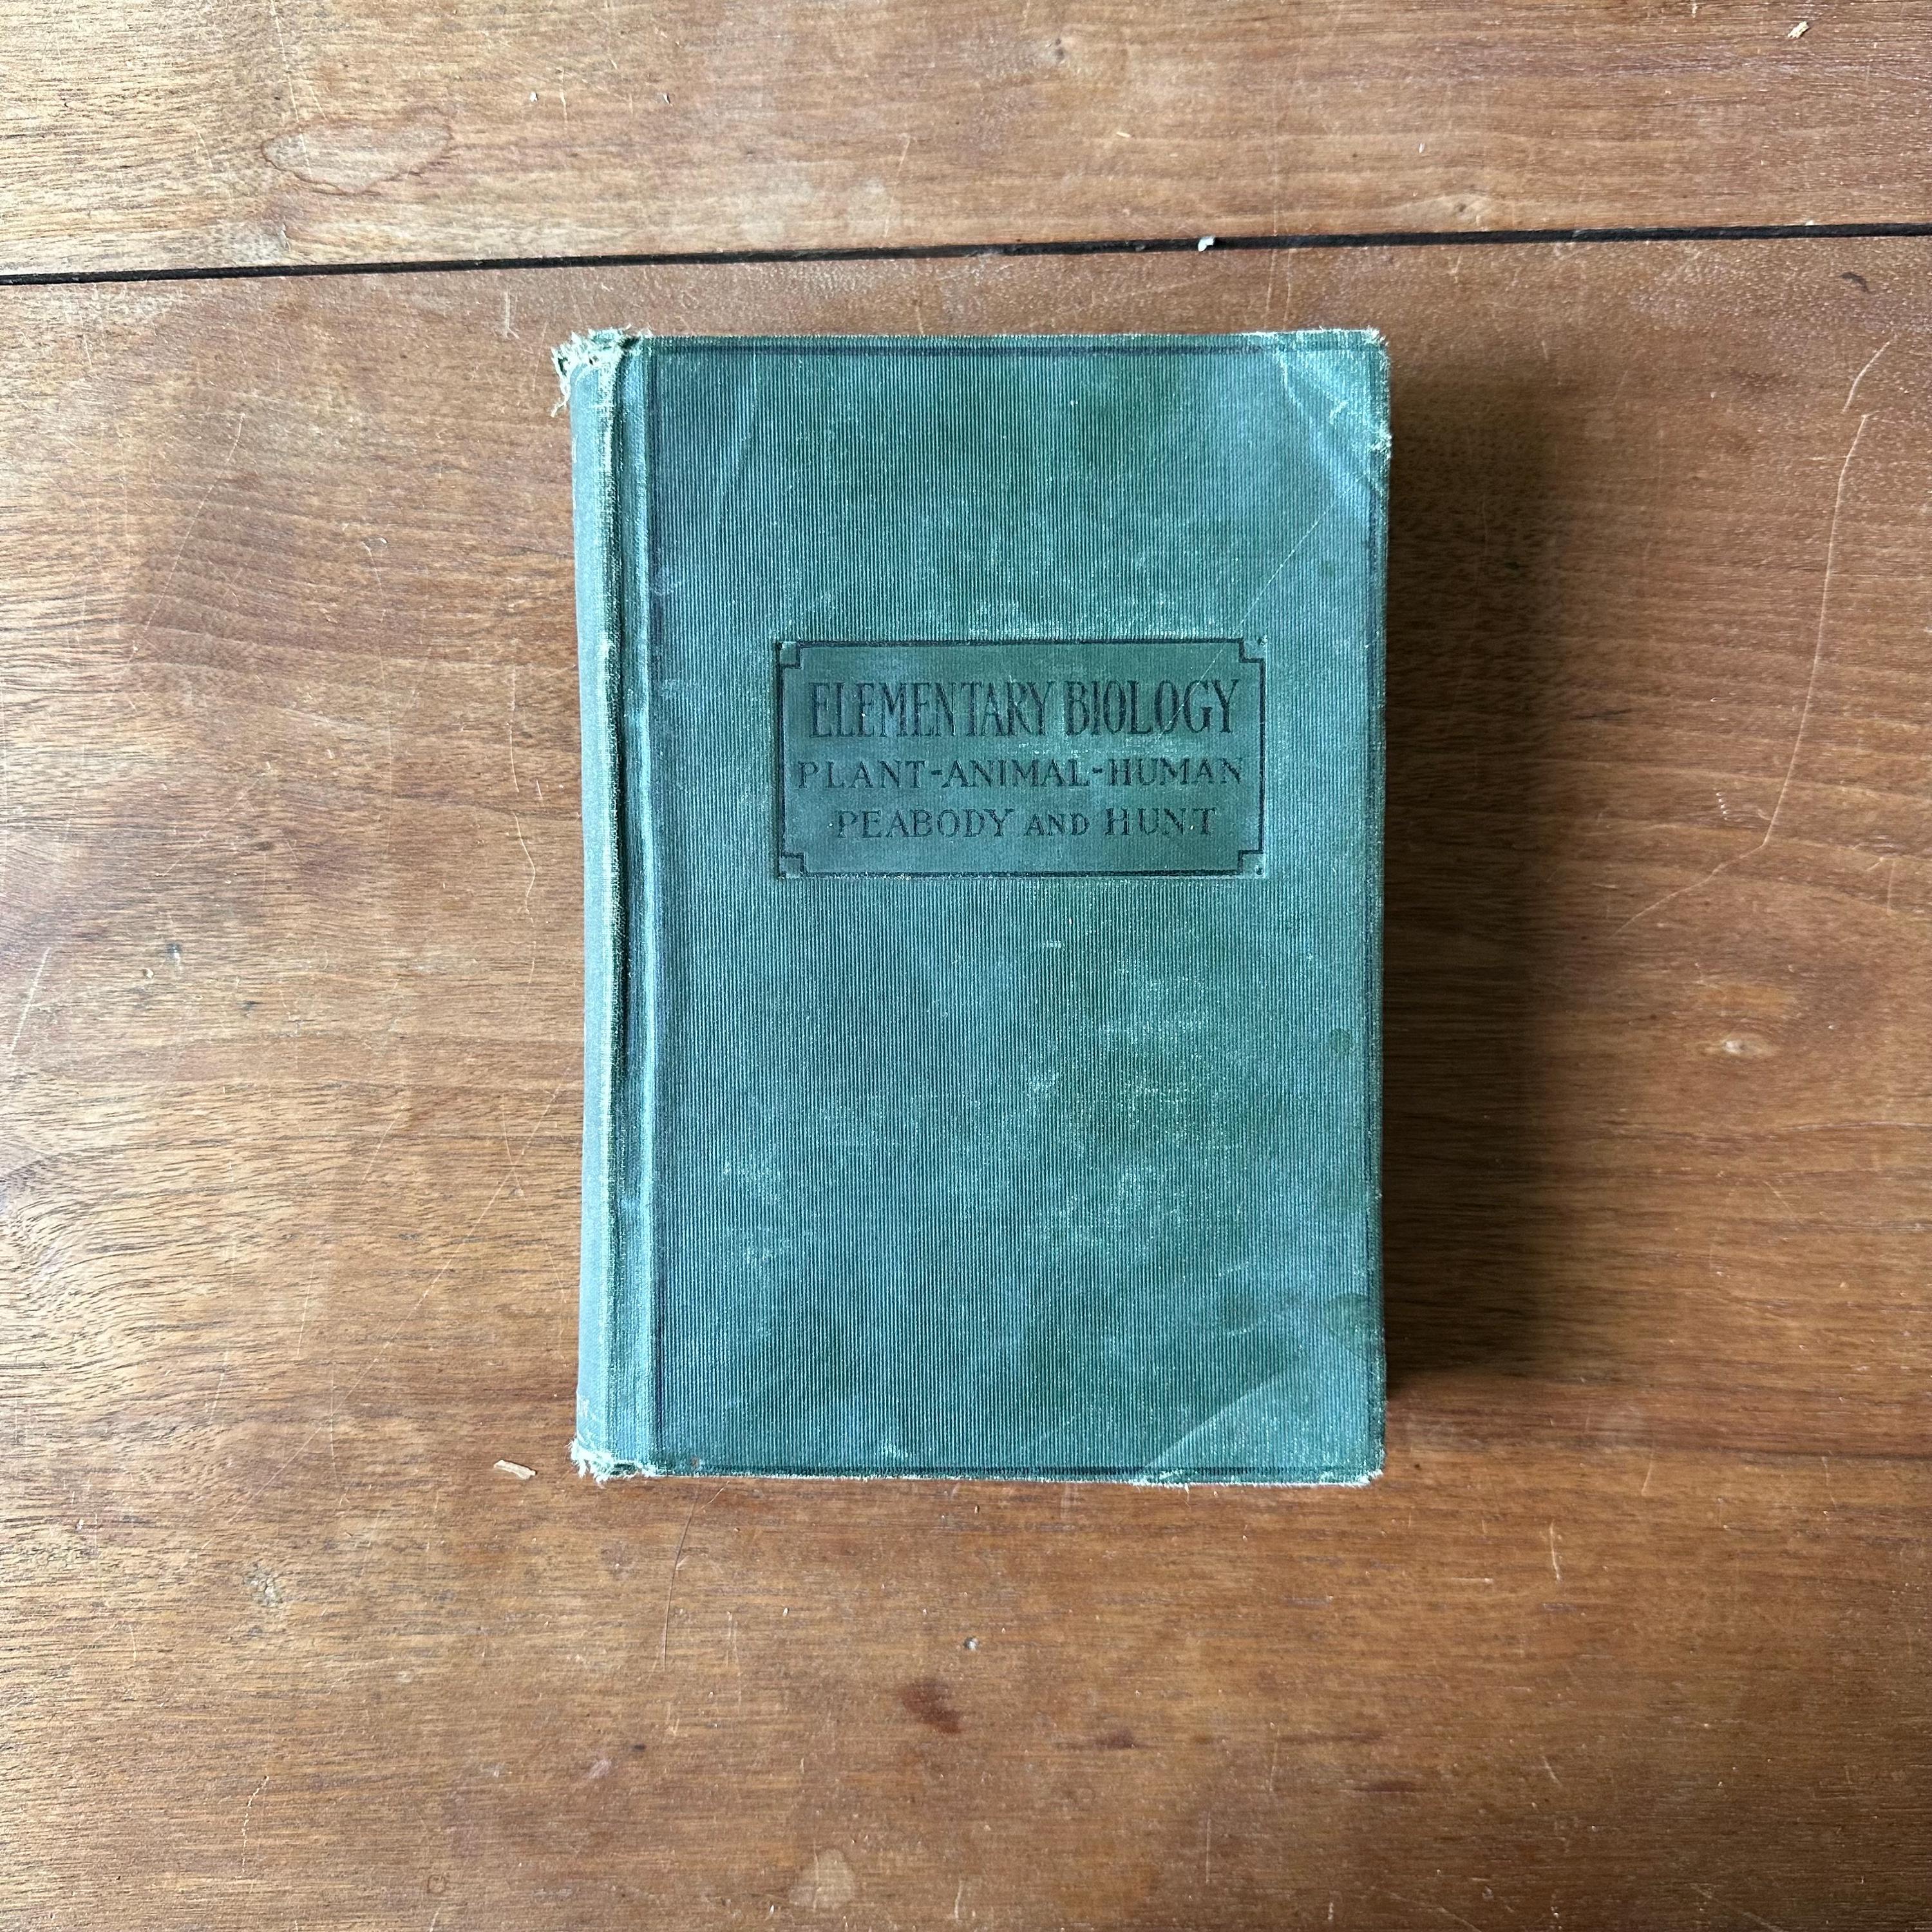 ELEMENTARY BIOLOGY
PLANT-ANIMAL-HUMAN
PEABODY AND HUNT